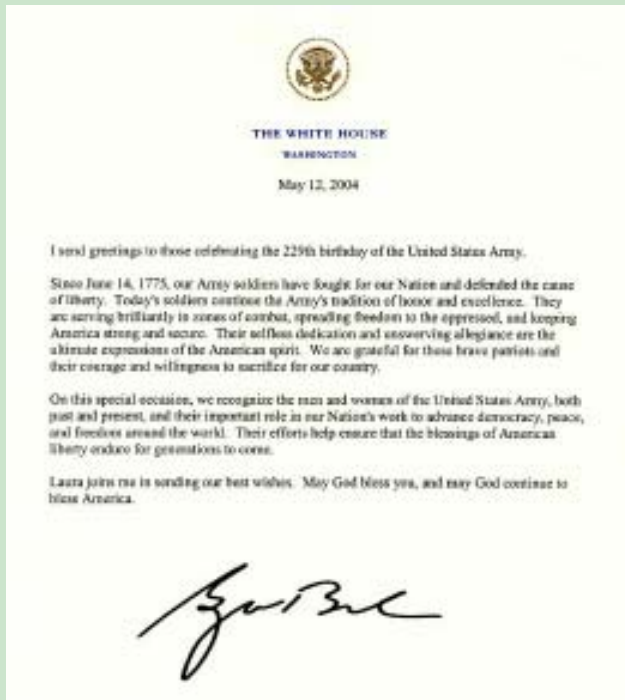 THE WHITE HOUSE
WASHINGTON
May 12, 2004
I send greetings to those celebrating the 229th birthday of the United States Army.
Since June 14, 1775, our Army soldiers have fought for our Nation and defended the cause
of liberty. Today's soldiers continue the Army's tradition of honor and excellence. They
are serving brilliantly in zones of combat, spreading freedom to the oppressed, and keeping
America strong and secure. Their selfless dedication and unswerving allegiance are the
ultimate expressions of the American spirit. We are grateful for these brave patriots and
their courage and willingness to sacrifice for our country.
On this special occasion, we recognize the men and women of the United States Army, both
past and present, and their important role in our Nation's work to advance democracy, peace,
and freedom around the world. Their efforts help ensure that the blessings of American
liberty endure for generations to come.
Laura joins me in sending our best wishes. May God bless you, and may God continue to
bless America.